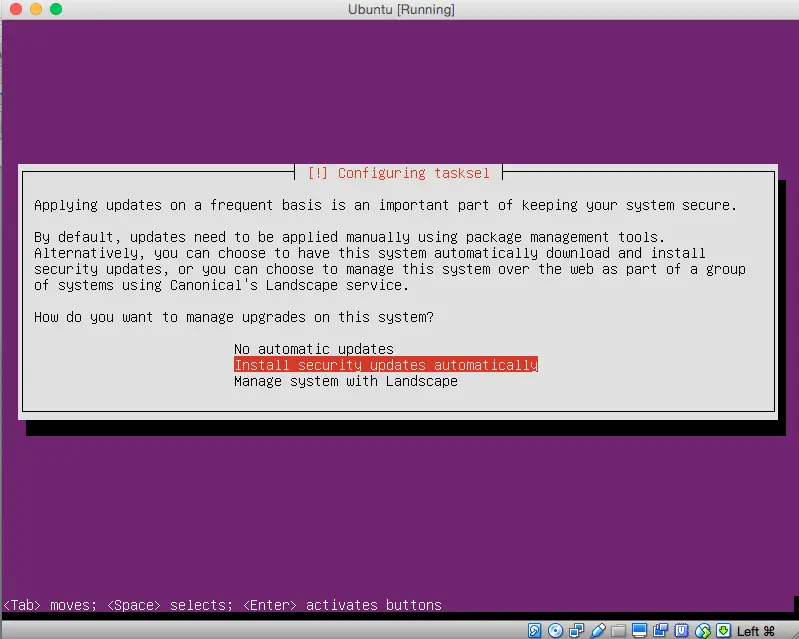 Ubuntu [Running]
[!] Configuring tasksel
Applying updates on a frequent basis is an important part of keeping your system secure.
By default, updates need to be applied manually using package management tools.
Alternatively, you can choose to have this system automatically download and install
security updates, or you can choose to manage this system over the web as part of a group
of systems using Canonical's Landscape service.
How do you want to manage upgrades on this system?
No automatic updates
Install security updates automatically
Manage system with Landscape
<Tab> moves; <Space> selects; <Enter> activates buttons
Left ⌘